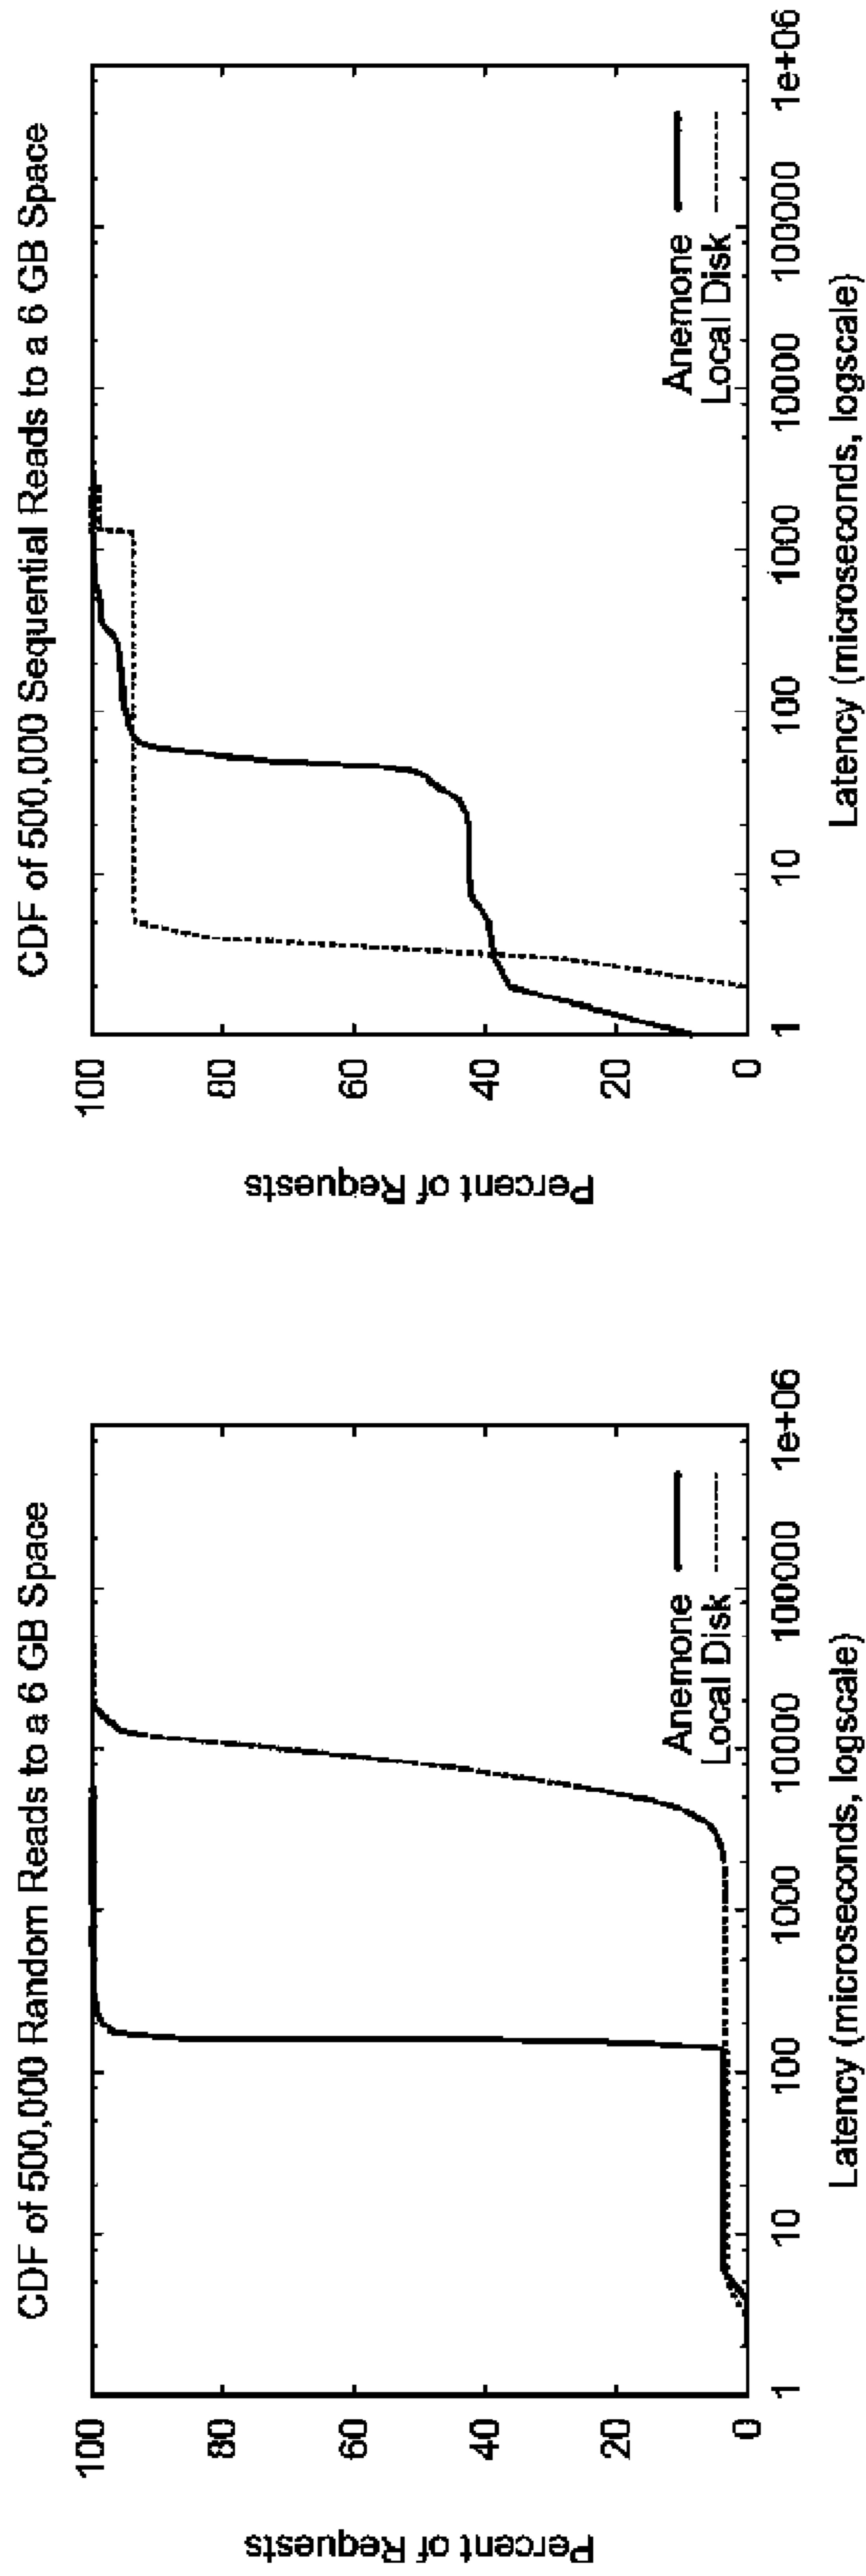 CDF of 500,000 Random Reads to a 6 GB Space
Percent of Requests
100
80
60
40
20
0
Anemone
Local Disk
1 10 100 1000 10000 100000 1e+06
Latency (microseconds, logscale)
CDF of 500,000 Sequential Reads to a 6 GB Space
Percent of Requests
100
80
60
40
20
0
Anemone
Local Disk
1 10 100 1000 10000 100000 1e+06
Latency (microseconds, logscale)